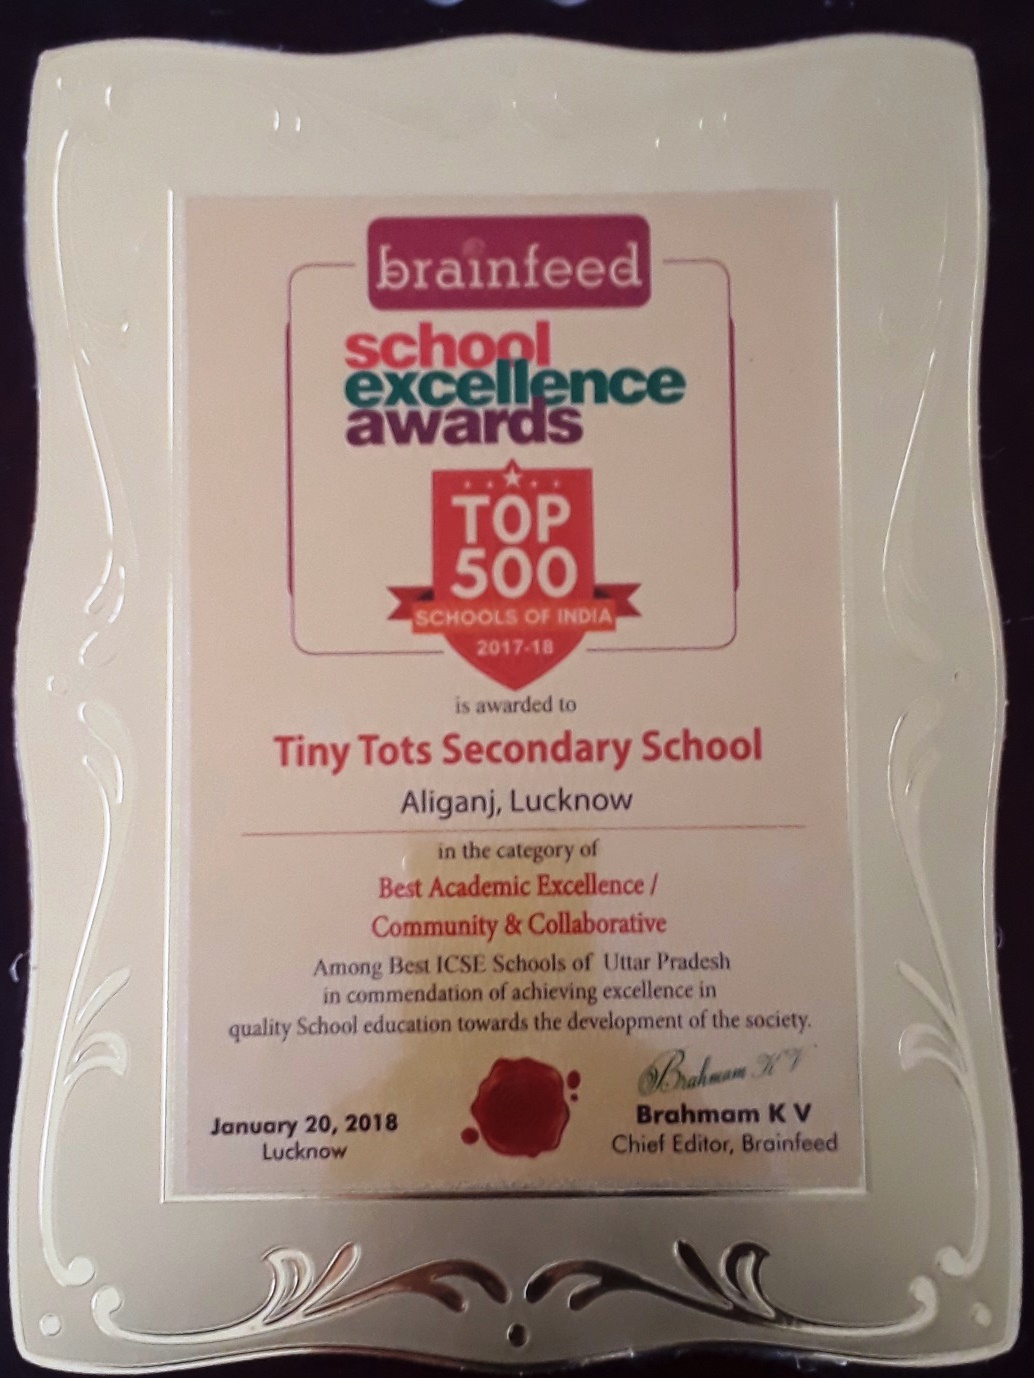 brainfeed
school
excellence
awards
TOP
500
SCHOOLS OF INDIA
2017-18
is awarded to
Tiny Tots Secondary School
Aliganj, Lucknow
in the category of
Best Academic Excellence /
Community & Collaborative
Among Best ICSE Schools of Uttar Pradesh
in commendation of achieving excellence in
quality School education towards the development of the society.
Brahmam K V
January 20, 2018
Lucknow
Brahmam K V
Chief Editor, Brainfeed